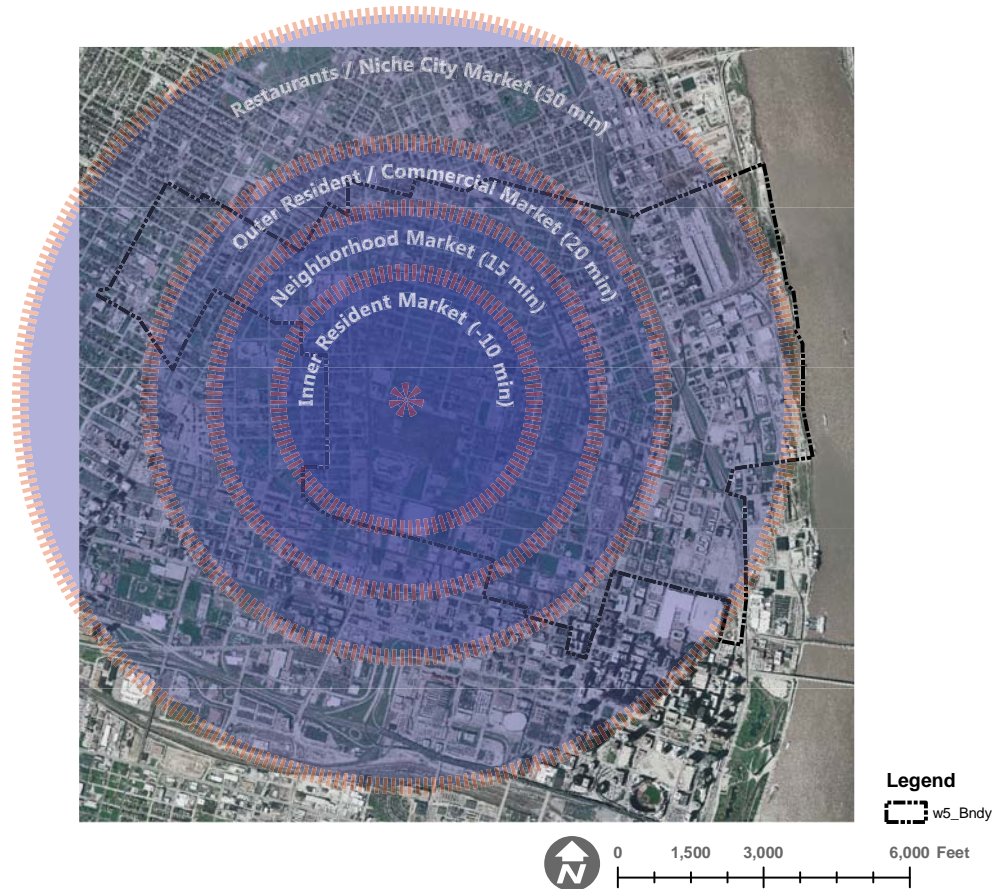 Restaurants / Niche City Market (30 min)
Outer Resident / Commercial Market (20 min)
Neighborhood Market (15 min)
Inner Resident Market (-10 min)
Legend
w5_Bndy
N
0 1,500 3,000 6,000 Feet